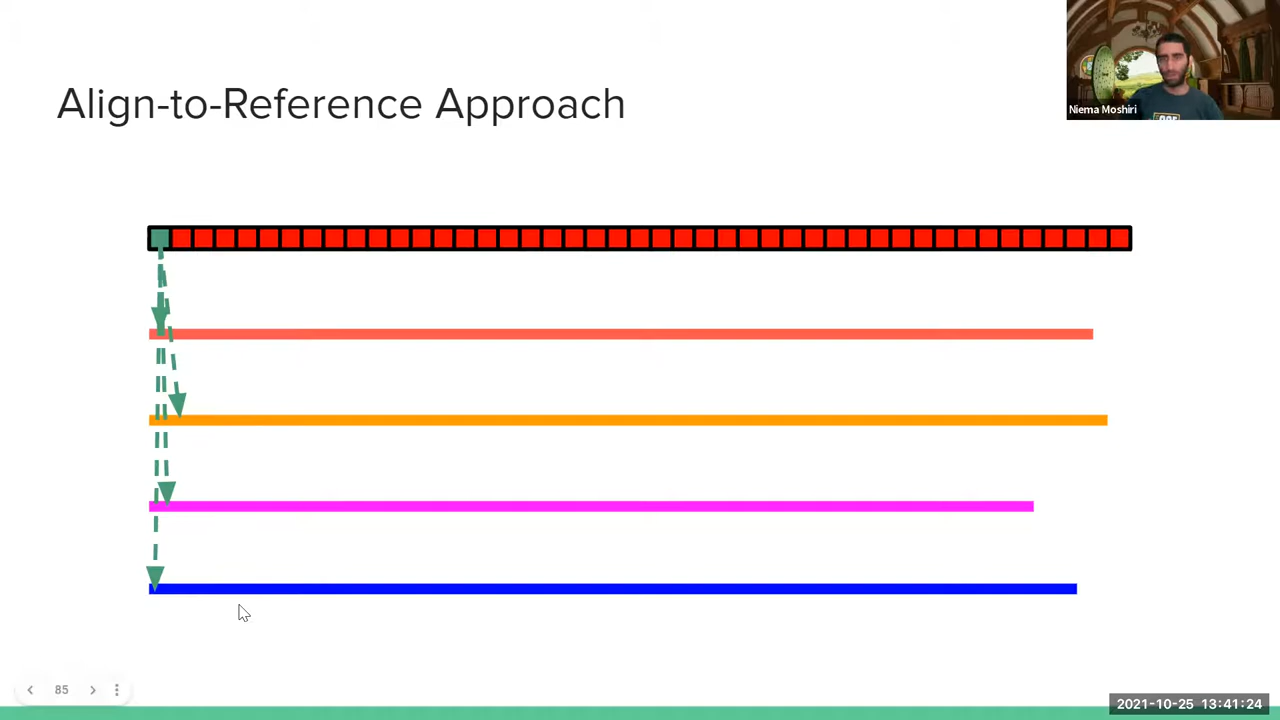 Align-to-Reference Approach
Niema Moshiri
85
2021-10-25 13:41:24